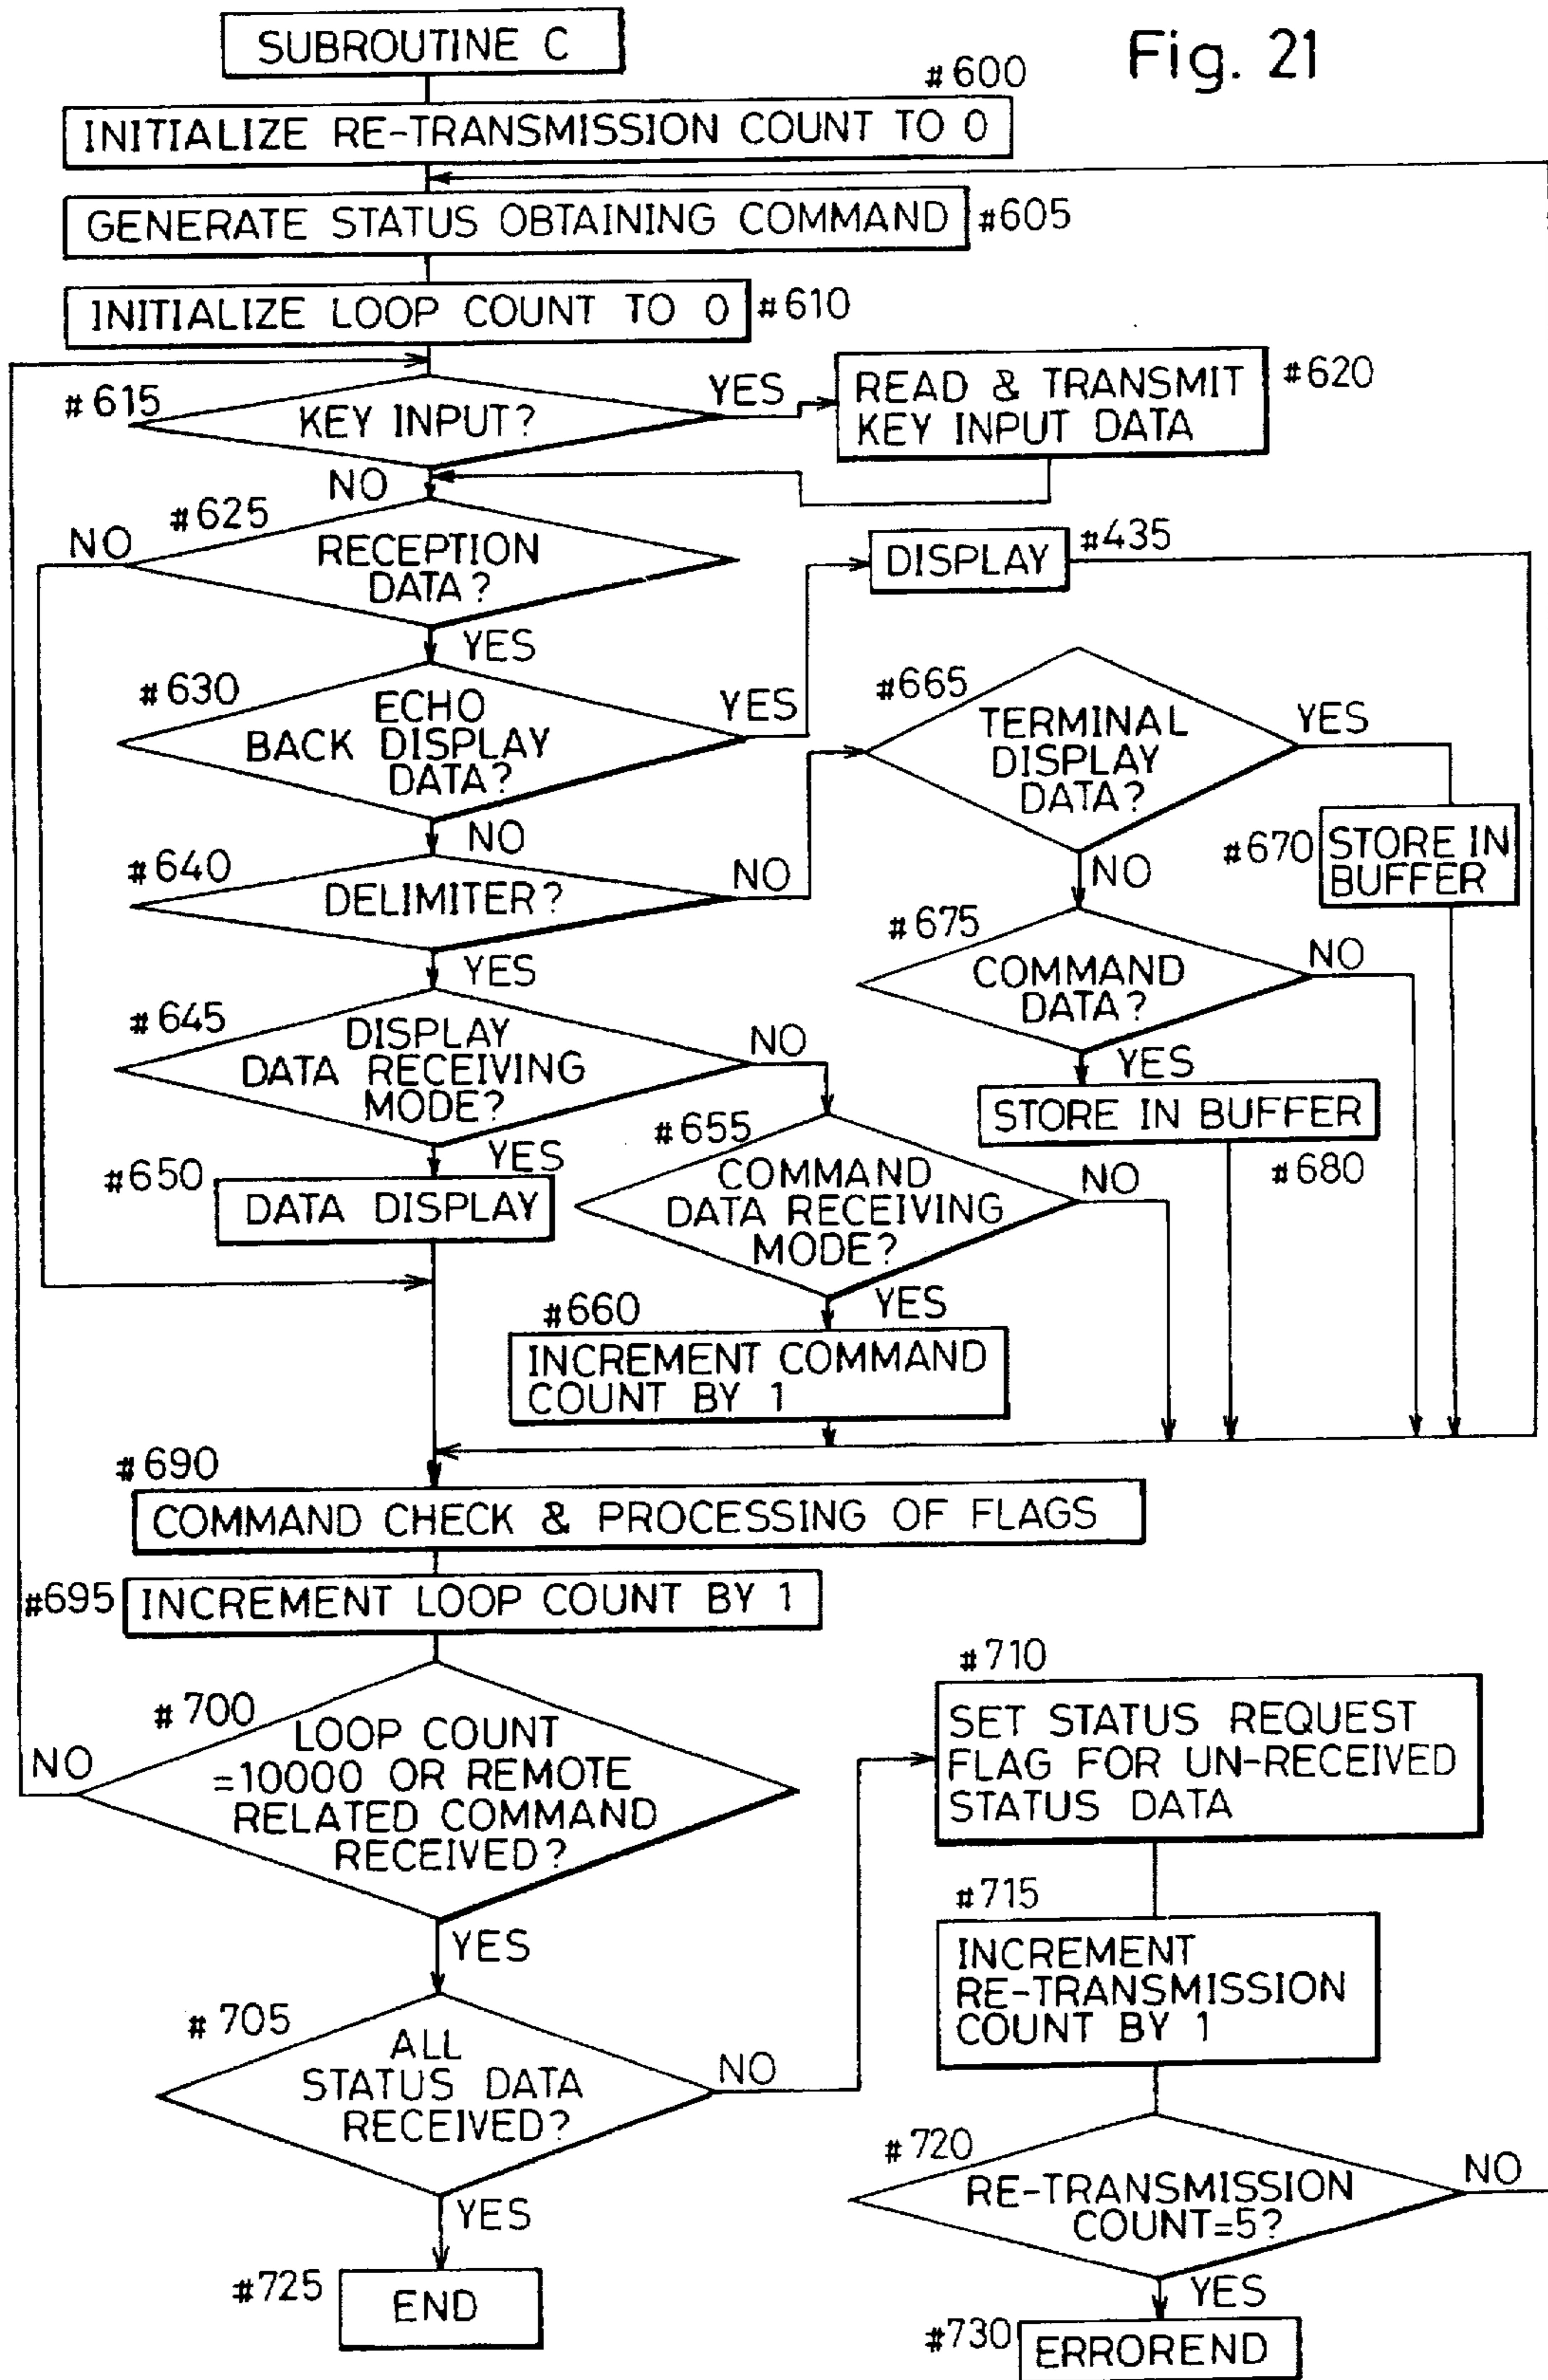 SUBROUTINE C
Fig. 21
#600
INITIALIZE RE-TRANSMISSION COUNT TO 0
GENERATE STATUS OBTAINING COMMAND
#605
INITIALIZE LOOP COUNT TO 0
#610
#615
KEY INPUT?
YES
READ & TRANSMIT
KEY INPUT DATA
#620
NO
#625
NO
RECEPTION
DATA?
DISPLAY
#435
YES
#630
ECHO
BACK DISPLAY
DATA?
YES
#665
TERMINAL
DISPLAY
DATA?
YES
NO
#670
STORE IN
BUFFER
#640
DELIMITER?
NO
NO
#675
COMMAND
DATA?
NO
YES
#645
DISPLAY
DATA RECEIVING
MODE?
NO
YES
STORE IN BUFFER
#680
YES
#650
DATA DISPLAY
#655
COMMAND
DATA RECEIVING
MODE?
NO
YES
#660
INCREMENT COMMAND
COUNT BY 1
#690
COMMAND CHECK & PROCESSING OF FLAGS
#695
INCREMENT LOOP COUNT BY 1
#700
NO
LOOP COUNT
=10000 OR REMOTE
RELATED COMMAND
RECEIVED?
YES
#710
SET STATUS REQUEST
FLAG FOR UN-RECEIVED
STATUS DATA
#715
INCREMENT
RE-TRANSMISSION
COUNT BY 1
#705
ALL
STATUS DATA
RECEIVED?
NO
YES
#720
RE-TRANSMISSION
COUNT=5?
NO
YES
#725
END
#730
ERROREND